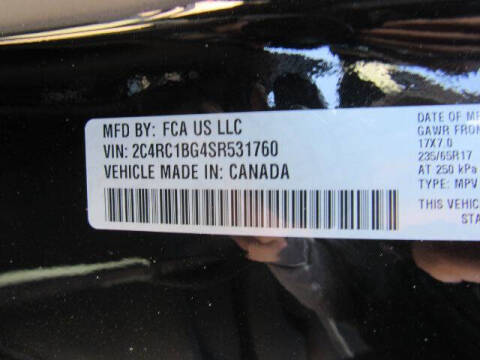 MFD BY: FCA US LLC
VIN: 2C4RC1BG4SR531760
VEHICLE MADE IN: CANADA
DATE OF MF
GAWR FRON
17X7.0
235/65R17
AT 250 kPa
TYPE: MPV
THIS VEHIC
STA